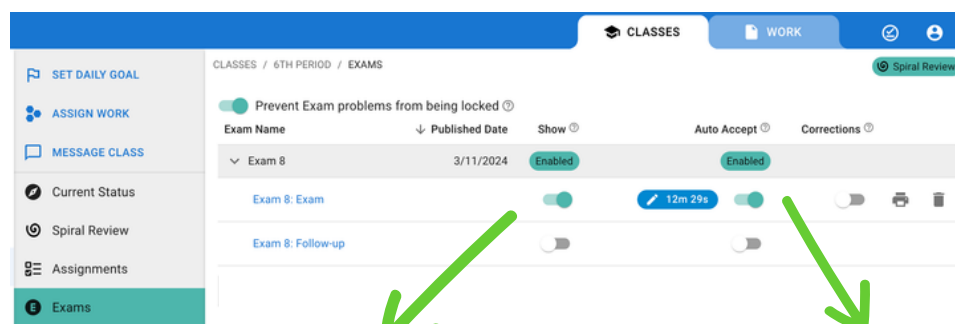 CLASSES WORK
CLASSES / 6TH PERIOD / EXAMS
Spiral Review
SET DAILY GOAL
ASSIGN WORK
MESSAGE CLASS
Current Status
Spiral Review
Assignments
E Exams
Prevent Exam problems from being locked ?
Exam Name ↓ Published Date Show ? Auto Accept ? Corrections ?
Exam 8 3/11/2024 Enabled Enabled
Exam 8: Exam 12m 29s
Exam 8: Follow-up